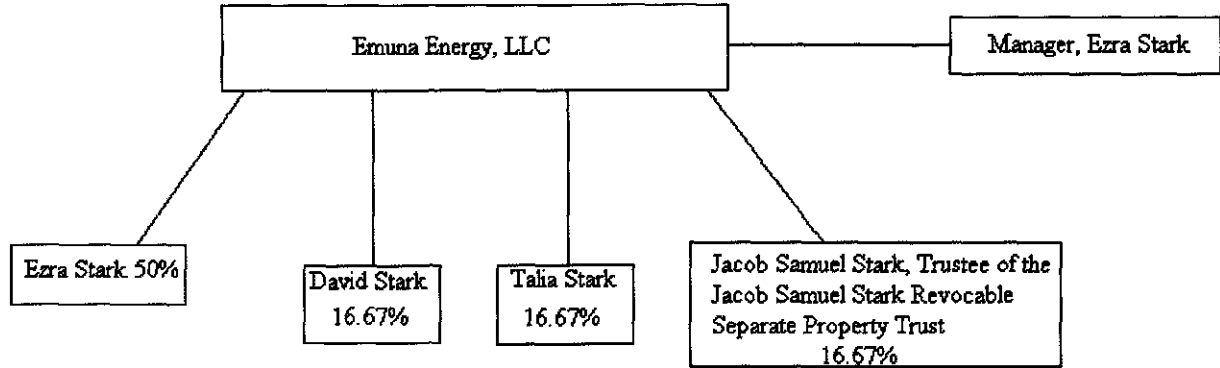 Emuna Energy, LLC
Manager, Ezra Stark
Ezra Stark 50%
David Stark
16.67%
Talia Stark
16.67%
Jacob Samuel Stark, Trustee of the
Jacob Samuel Stark Revocable
Separate Property Trust
16.67%